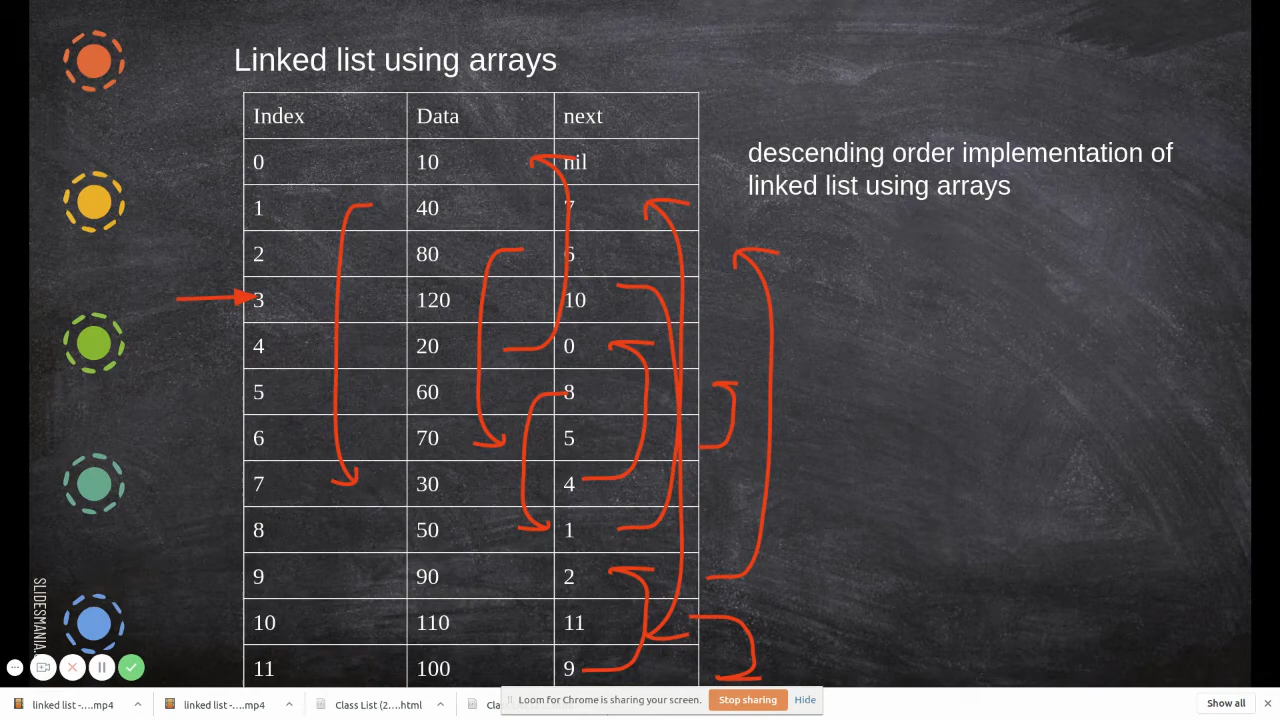 Linked list using arrays
Index Data next
0 10 nil
1 40 7
2 80 6
3 120 10
4 20 0
5 60 8
6 70 5
7 30 4
8 50 1
9 90 2
10 110 11
11 100 9
descending order implementation of
linked list using arrays
SLIDESMANIA.
linked list -....mp4
linked list -....mp4
Class List (2....html
Loom for Chrome is sharing your screen.
Stop sharing
Hide
Show all